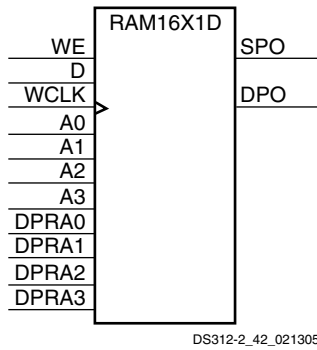 RAM16X1D
WE
SPO
D
WCLK
DPO
A0
A1
A2
A3
DPRA0
DPRA1
DPRA2
DPRA3
DS312-2_42_021305